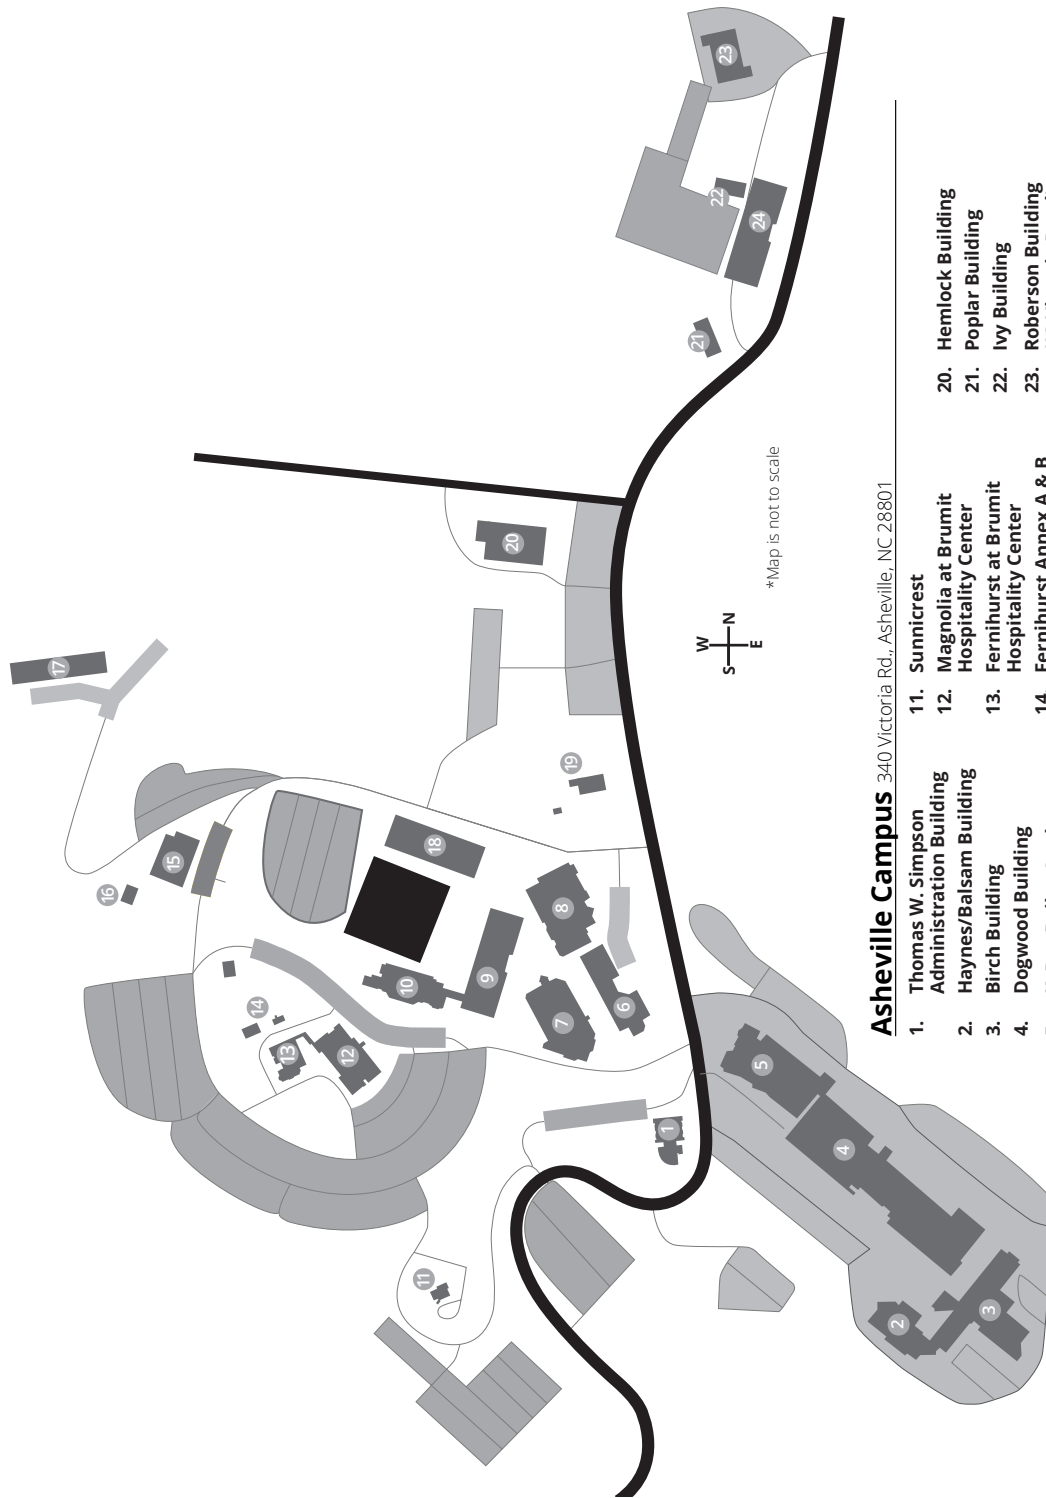 Asheville Campus 340 Victoria Rd., Asheville, NC 28801
1. Thomas W. Simpson
Administration Building
2. Haynes/Balsam Building
3. Birch Building
4. Dogwood Building
11. Sunnicrest
12. Magnolia at Brumit
Hospitality Center
13. Fernihurst at Brumit
Hospitality Center
14. Fernihurst Annex A & B
20. Hemlock Building
21. Poplar Building
22. Ivy Building
23. Roberson Building
*Map is not to scale
W
S
N
E
1
2
3
4
5
6
7
8
9
10
11
12
13
14
15
16
17
18
19
20
21
22
23
24